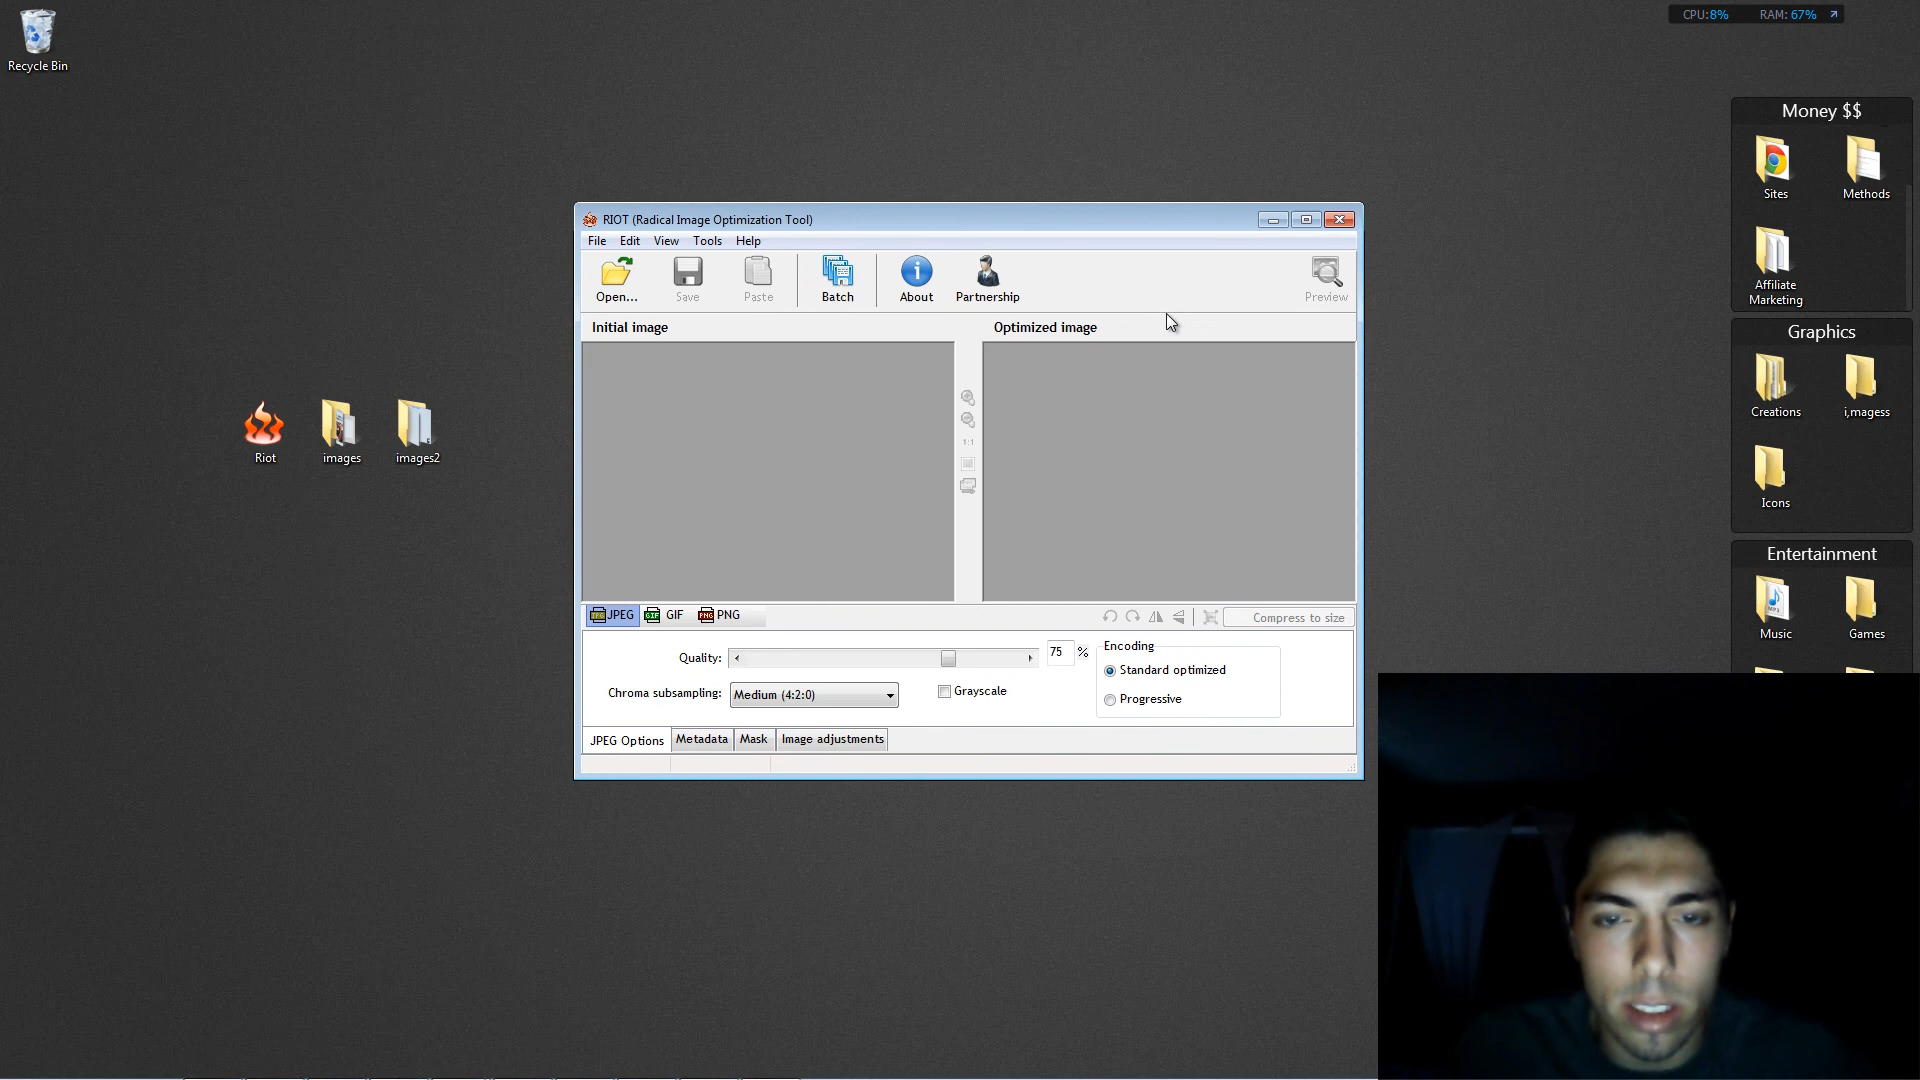 Recycle Bin
CPU:8% RAM: 67%
Money $$
Sites
Methods
Affiliate
Marketing
Graphics
Creations
i,magess
Icons
Entertainment
Music
Games
Riot
images
images2
RIOT (Radical Image Optimization Tool)
File Edit View Tools Help
Open... Save Paste Batch About Partnership Preview
Initial image
Optimized image
1:1
JPEG GIF PNG
Compress to size
Quality: 75 %
Chroma subsampling: Medium (4:2:0)
Grayscale
Encoding
Standard optimized
Progressive
JPEG Options Metadata Mask Image adjustments